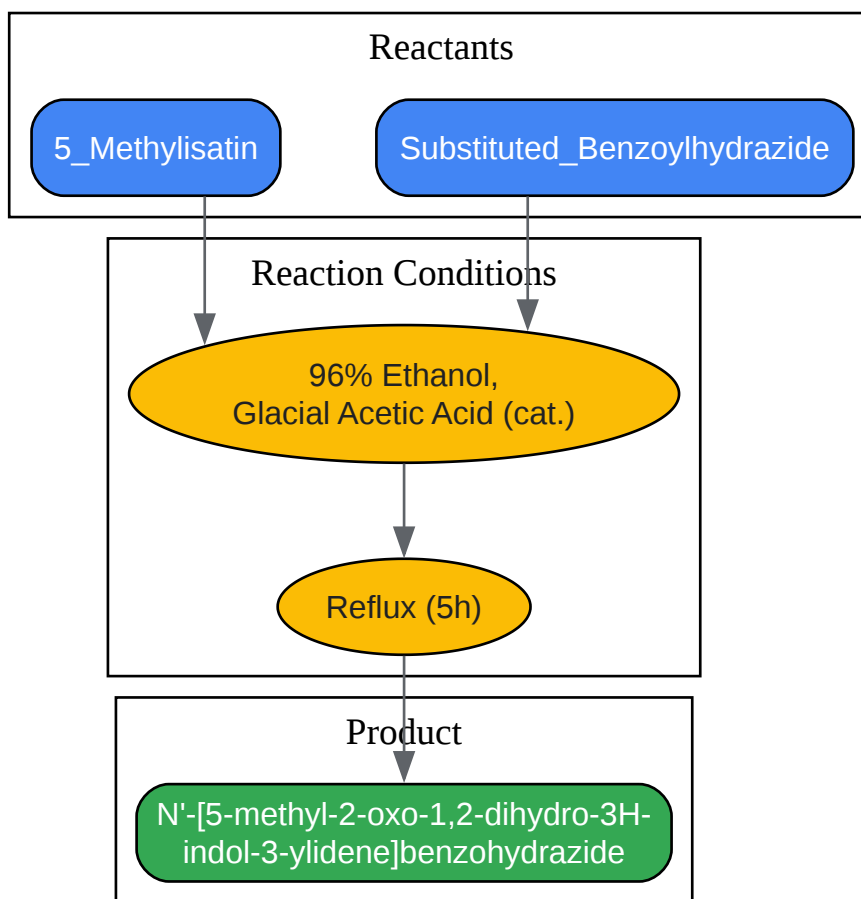 Reactants
5_Methylisatin
Substituted_Benzoylhydrazide
Reaction Conditions
96% Ethanol,
Glacial Acetic Acid (cat.)
Reflux (5h)
Product
N'-[5-methyl-2-oxo-1,2-dihydro-3H-
indol-3-ylidene]benzohydrazide